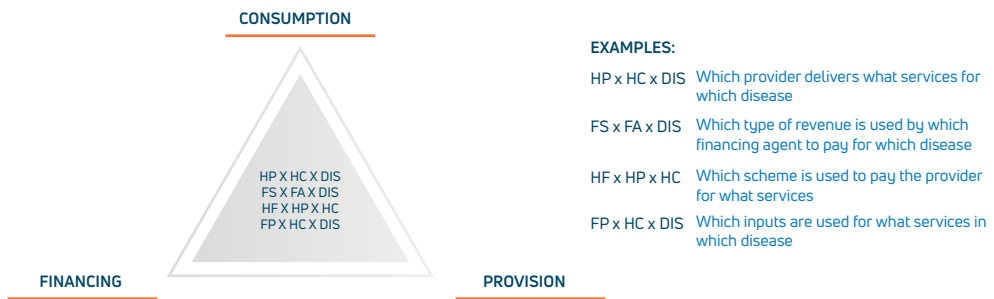 CONSUMPTION
HP X HC X DIS
FS X FA X DIS
HF X HP X HC
FP X HC X DIS
FINANCING
PROVISION
EXAMPLES:
HP x HC x DIS Which provider delivers what services for
which disease
FS x FA x DIS Which type of revenue is used by which
financing agent to pay for which disease
HF x HP x HC Which scheme is used to pay the provider
for what services
FP x HC x DIS Which inputs are used for what services in
which disease